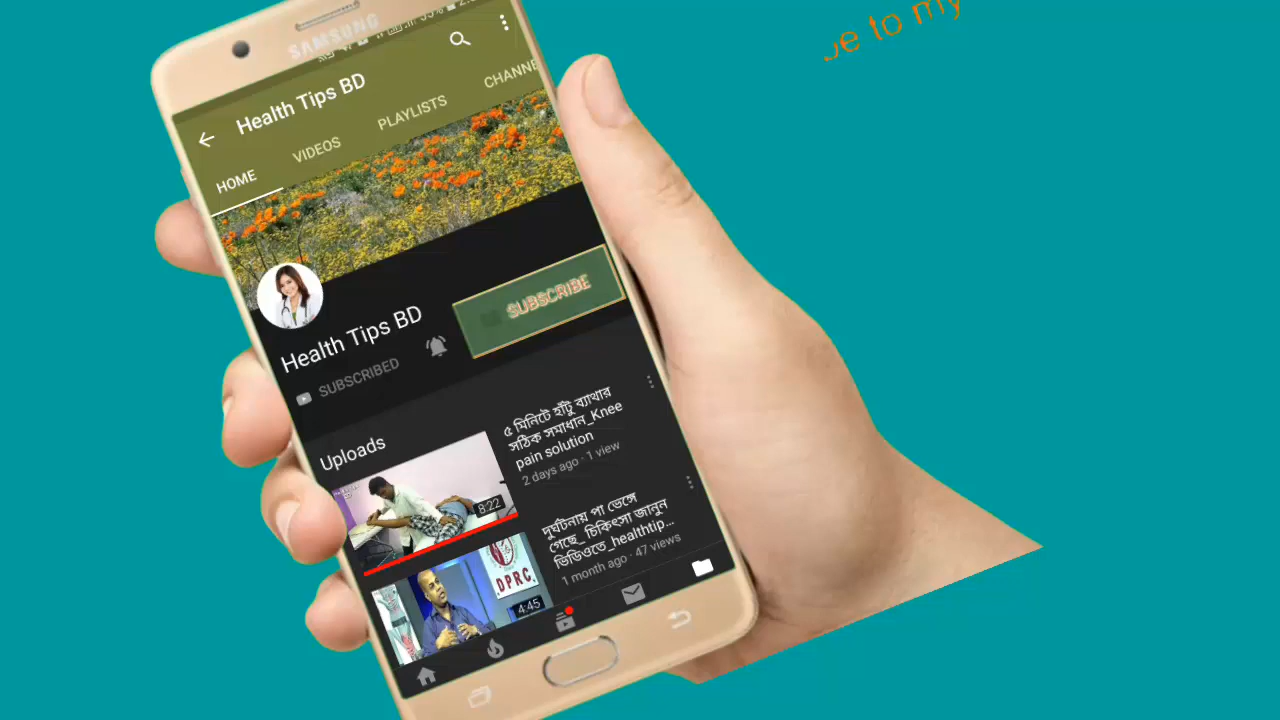 be to my
SAMSUNG
Health Tips BD
HOME
VIDEOS
PLAYLISTS
CHANNE
Health Tips BD
SUBSCRIBED
SUBSCRIBE
Uploads
৫ মিনিটে হাঁটু ব্যাথার
সঠিক সমাধান_Knee
pain solution
2 days ago · 1 view
8:22
দুর্ঘটনায় পা ভেঙ্গে
গেছে_ চিকিৎসা জানুন
ভিডিওতে_healthtip...
1 month ago · 47 views
DPRC
4:45